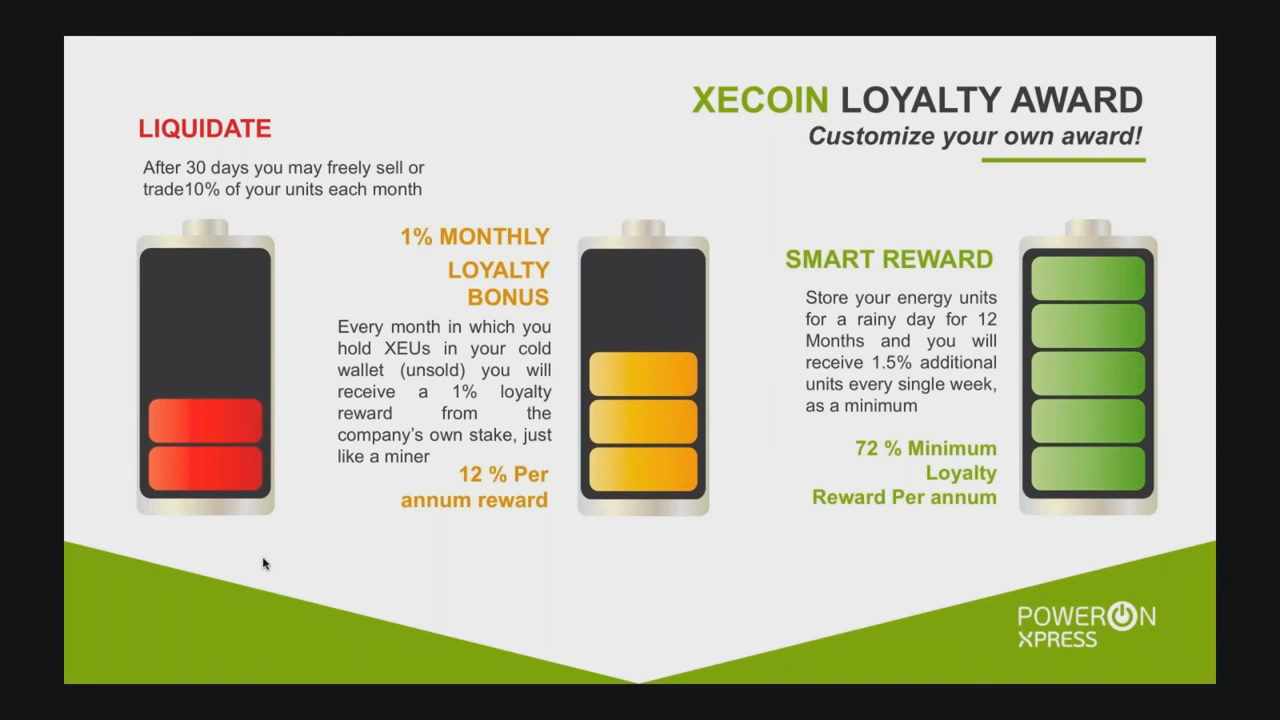 XECOIN LOYALTY AWARD
Customize your own award!
LIQUIDATE
After 30 days you may freely sell or
trade10% of your units each month
1% MONTHLY
LOYALTY
BONUS
Every month in which you
hold XEUs in your cold
wallet (unsold) you will
receive a 1% loyalty
reward from the
company's own stake, just
like a miner
12 % Per
annum reward
SMART REWARD
Store your energy units
for a rainy day for 12
Months and you will
receive 1.5% additional
units every single week,
as a minimum
72 % Minimum
Loyalty
Reward Per annum
POWERON
XPRESS